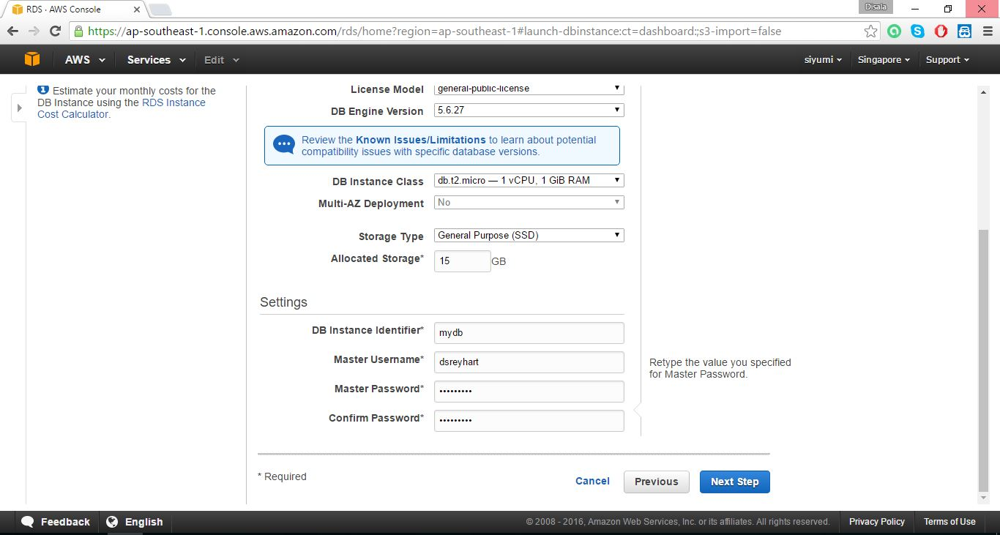 RDS · AWS Console
Disala
https://ap-southeast-1.console.aws.amazon.com/rds/home?region=ap-southeast-1#launch-dbinstance:ct=dashboard:;s3-import=false
AWS Services Edit siyumi Singapore Support
Estimate your monthly costs for the
DB Instance using the RDS Instance
Cost Calculator.
License Model general-public-license
DB Engine Version 5.6.27
Review the Known Issues/Limitations to learn about potential
compatibility issues with specific database versions.
DB Instance Class db.t2.micro — 1 vCPU, 1 GiB RAM
Multi-AZ Deployment No
Storage Type General Purpose (SSD)
Allocated Storage* 15 GB
Settings
DB Instance Identifier* mydb
Master Username* dsreyhart
Master Password* •••••••••
Confirm Password* •••••••••
Retype the value you specified
for Master Password.
* Required
Cancel Previous Next Step
Feedback English © 2008 - 2016, Amazon Web Services, Inc. or its affiliates. All rights reserved. Privacy Policy Terms of Use